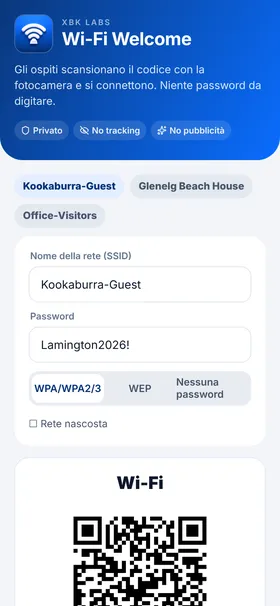 XBK LABS
Wi-Fi Welcome
Gli ospiti scansionano il codice con la
fotocamera e si connettono. Niente password da
digitare.
Privato
No tracking
No pubblicità
Kookaburra-Guest
Glenelg Beach House
Office-Visitors
Nome della rete (SSID)
Kookaburra-Guest
Password
Lamington2026!
WPA/WPA2/3
WEP
Nessuna
password
Rete nascosta
Wi-Fi